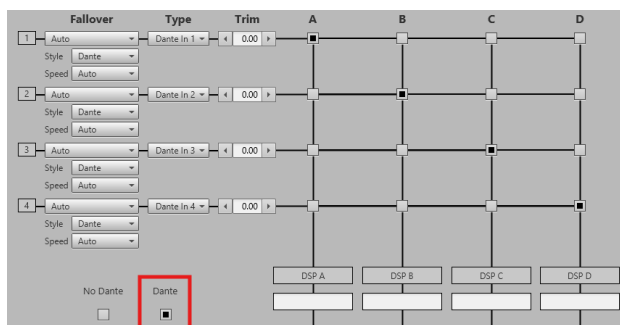 Fallover Type Trim A B C D
1 Auto Dante In 1 0.00
Style Dante
Speed Auto
2 Auto Dante In 2 0.00
Style Dante
Speed Auto
3 Auto Dante In 3 0.00
Style Dante
Speed Auto
4 Auto Dante In 4 0.00
Style Dante
Speed Auto
DSP A DSP B DSP C DSP D
No Dante Dante